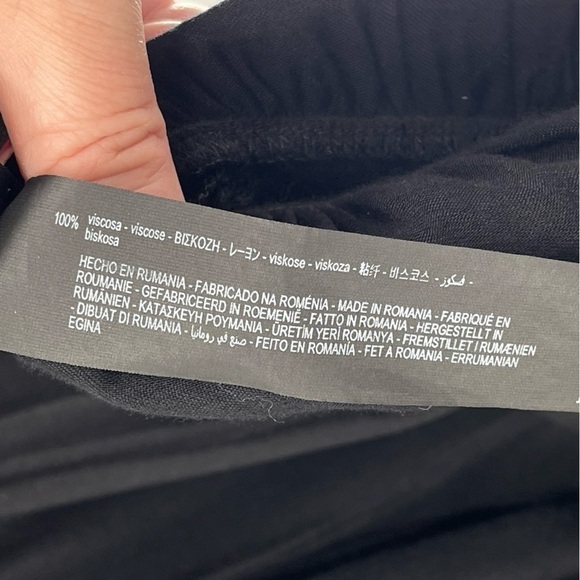 100% viscosa - viscose - ΒΙΣΚΟΖΗ - レーヨン - viskose - viskoza - 粘纤 - 비스코스 - فسكوز -
biskosa
HECHO EN RUMANIA - FABRICADO NA ROMÉNIA - MADE IN ROMANIA - FABRIQUÉ EN
ROUMANIE - GEFABRICEERD IN ROEMENIË - FATTO IN ROMANIA - HERGESTELLT IN
RUMÄNIEN - ΚΑΤΑΣΚΕΥΗ ΡΟΥΜΑΝΙΑ - ÜRETİM YERİ ROMANYA - FREMSTILLET I RUMÆNIEN
- DIBUAT DI RUMANIA - صنع في رومانيا - FEITO EN ROMANÍA - FET A ROMANIA - ERRUMANIAN
EGINA